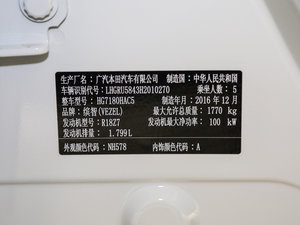 生产厂名: 广汽本田汽车有限公司 制造国: 中华人民共和国
车辆识别代号: LHGRU5843H2010270 乘坐人数: 5
整车型号: HG7180HAC5 制造年月: 2016 年 12 月
品牌: 缤智(VEZEL) 最大允许总质量: 1770 kg
发动机型号: R18Z7 发动机最大净功率: 100 kW
发动机排量: 1.799L
外观颜色代码: NH578 内饰颜色代码: A